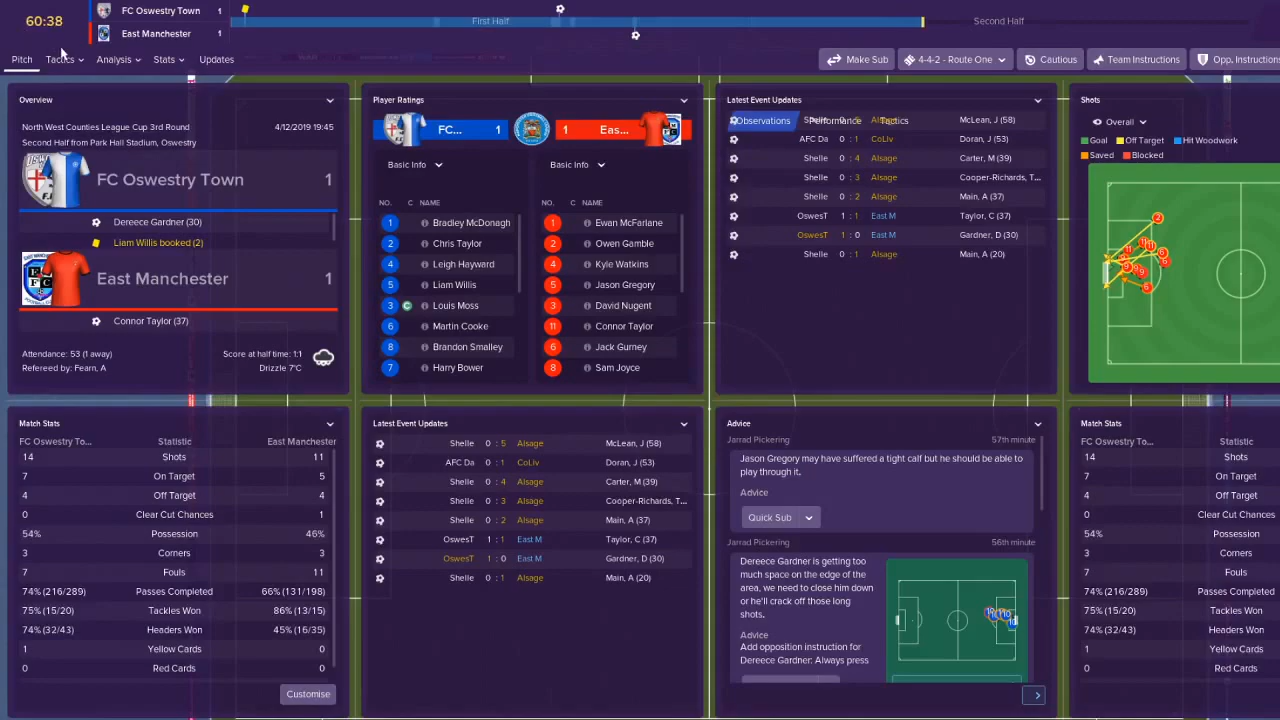 60:38
FC Oswestry Town 1
East Manchester 1
First Half
Second Half
Pitch Tactics Analysis Stats Updates
Make Sub 4-4-2 - Route One Cautious Team Instructions Opp. Instructions
Overview
North West Counties League Cup 3rd Round 4/12/2019 19:45
Second Half from Park Hall Stadium, Oswestry
FC Oswestry Town 1
Dereece Gardner (30)
Liam Willis booked (2)
East Manchester 1
Connor Taylor (37)
Attendance: 53 (1 away) Score at half time: 1:1
Refereed by: Fearn, A Drizzle 7°C
Player Ratings
FC... 1 1 Eas...
Basic Info Basic Info
NO. C NAME NO. C NAME
1 Bradley McDonagh 1 Ewan McFarlane
2 Chris Taylor 2 Owen Gamble
4 Leigh Hayward 4 Kyle Watkins
5 Liam Willis 5 Jason Gregory
3 C Louis Moss 3 David Nugent
6 Martin Cooke 11 Connor Taylor
8 Brandon Smalley 6 Jack Gurney
7 Harry Bower 8 Sam Joyce
Latest Event Updates
Observations Performance Tactics
Shelle Alsage McLean, J (58)
AFC Da 0 : 1 CoLiv Doran, J (53)
Shelle 0 : 4 Alsage Carter, M (39)
Shelle 0 : 3 Alsage Cooper-Richards, T...
Shelle 0 : 2 Alsage Main, A (37)
OswesT 1 : 1 East M Taylor, C (37)
OswesT 1 : 0 East M Gardner, D (30)
Shelle 0 : 1 Alsage Main, A (20)
Shots
Overall
Goal Off Target Hit Woodwork
Saved Blocked
Match Stats
FC Oswestry To... Statistic East Manchester
14 Shots 11
7 On Target 5
4 Off Target 4
0 Clear Cut Chances 1
54% Possession 46%
3 Corners 3
7 Fouls 11
74% (216/289) Passes Completed 66% (131/198)
75% (15/20) Tackles Won 86% (13/15)
74% (32/43) Headers Won 45% (16/35)
1 Yellow Cards 0
0 Red Cards 0
Customise
Latest Event Updates
Shelle 0 : 5 Alsage McLean, J (58)
AFC Da 0 : 1 CoLiv Doran, J (53)
Shelle 0 : 4 Alsage Carter, M (39)
Shelle 0 : 3 Alsage Cooper-Richards, T...
Shelle 0 : 2 Alsage Main, A (37)
OswesT 1 : 1 East M Taylor, C (37)
OswesT 1 : 0 East M Gardner, D (30)
Shelle 0 : 1 Alsage Main, A (20)
Advice
Jarrad Pickering 57th minute
Jason Gregory may have suffered a tight calf but he should be able to
play through it.
Advice
Quick Sub
Jarrad Pickering 56th minute
Dereece Gardner is getting too
much space on the edge of the
area, we need to close him down
or he'll crack off those long
shots.
Advice
Add opposition instruction for
Dereece Gardner: Always press
Match Stats
FC Oswestry To... Statistic
14 Shots
7 On Target
4 Off Target
0 Clear Cut Chances
54% Possession
3 Corners
7 Fouls
74% (216/289) Passes Completed
75% (15/20) Tackles Won
74% (32/43) Headers Won
1 Yellow Cards
0 Red Cards